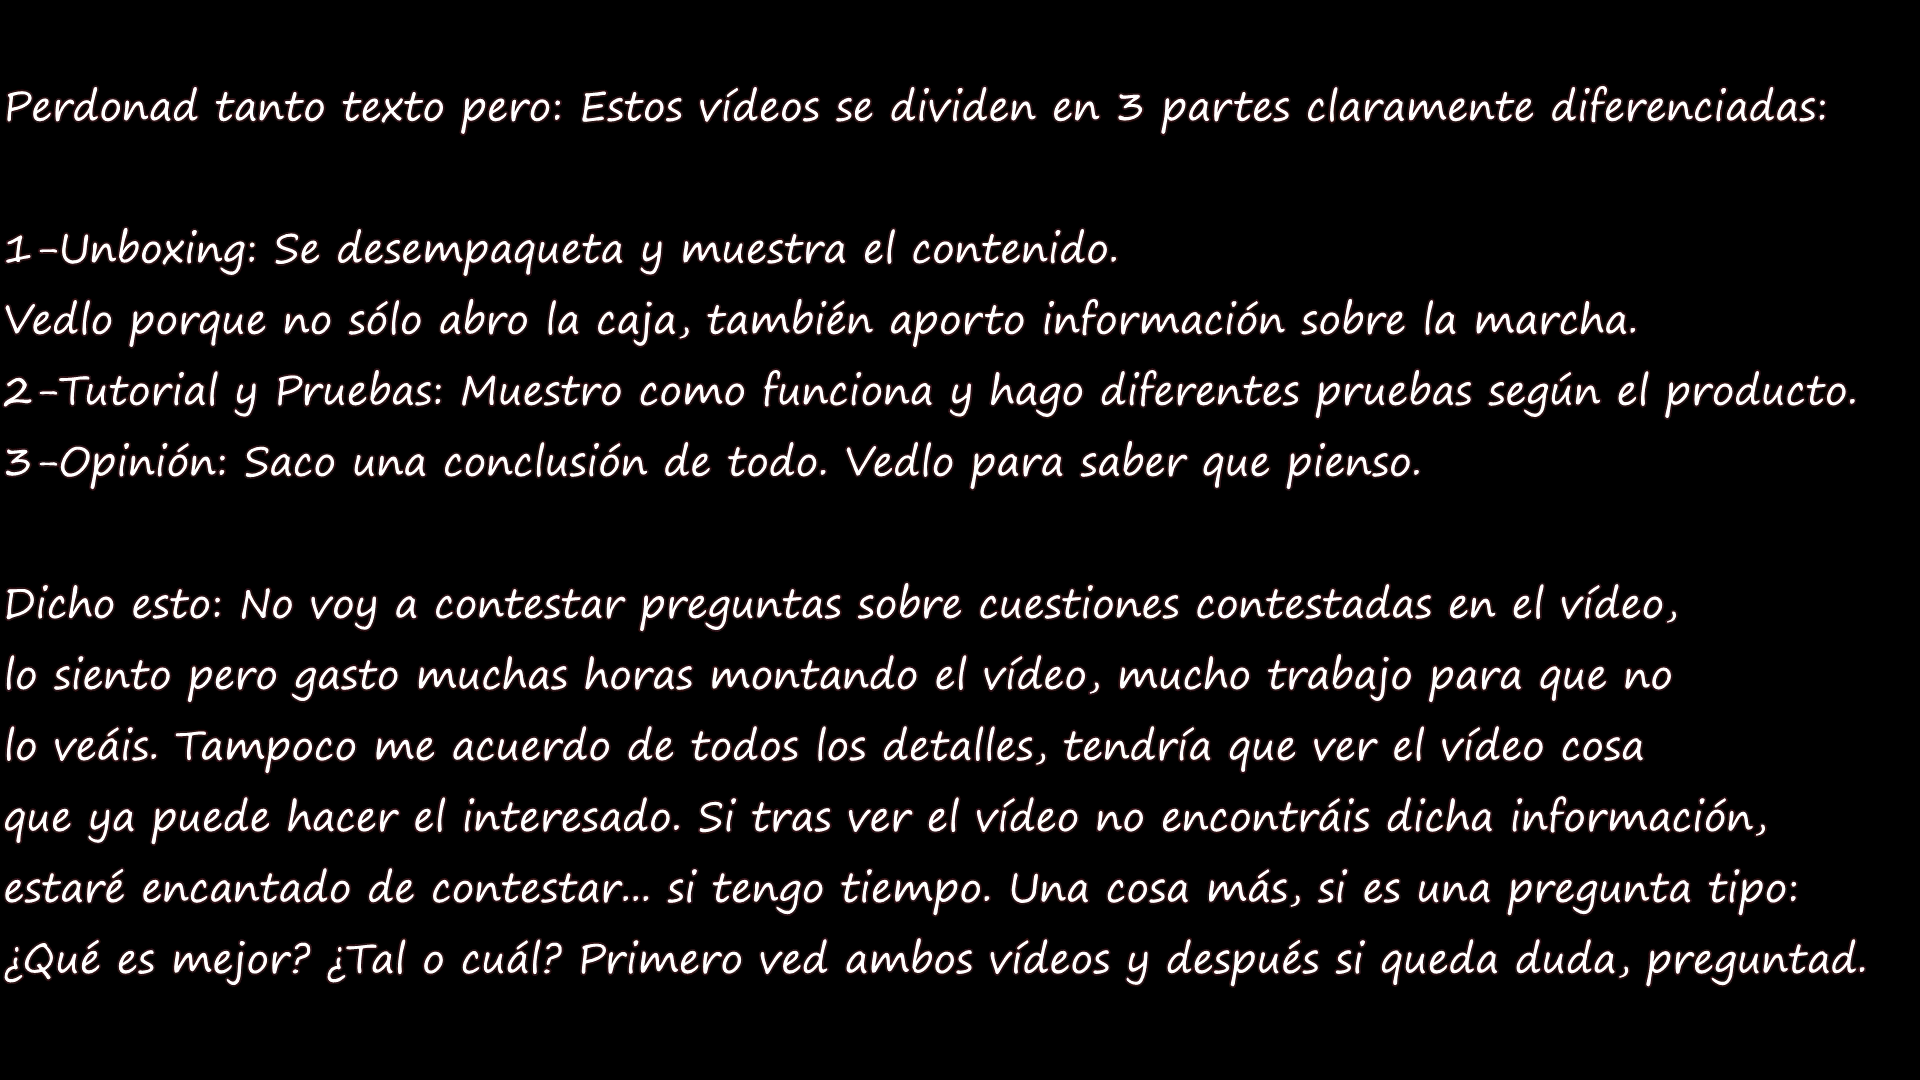 Perdonad tanto texto pero: Estos vídeos se dividen en 3 partes claramente diferenciadas:
1-Unboxing: Se desempaqueta y muestra el contenido.
Vedlo porque no sólo abro la caja, también aporto información sobre la marcha.
2-Tutorial y Pruebas: Muestro como funciona y hago diferentes pruebas según el producto.
3-Opinión: Saco una conclusión de todo. Vedlo para saber que pienso.
Dicho esto: No voy a contestar preguntas sobre cuestiones contestadas en el vídeo,
lo siento pero gasto muchas horas montando el vídeo, mucho trabajo para que no
lo veáis. Tampoco me acuerdo de todos los detalles, tendría que ver el vídeo cosa
que ya puede hacer el interesado. Si tras ver el vídeo no encontráis dicha información,
estaré encantado de contestar... si tengo tiempo. Una cosa más, si es una pregunta tipo:
¿Qué es mejor? ¿Tal o cuál? Primero ved ambos vídeos y después si queda duda, preguntad.